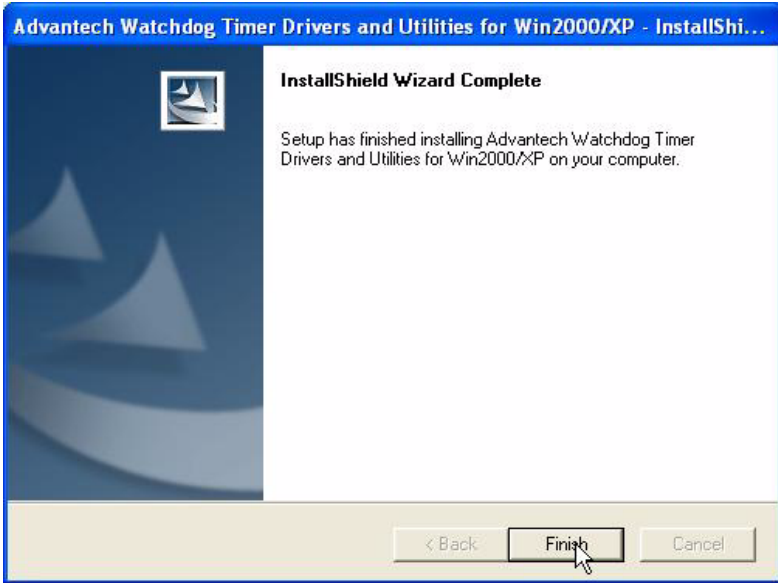 Advantech Watchdog Timer Drivers and Utilities for Win2000/XP - InstallShi...
InstallShield Wizard Complete
Setup has finished installing Advantech Watchdog Timer
Drivers and Utilities for Win2000/XP on your computer.
< Back
Finish
Cancel